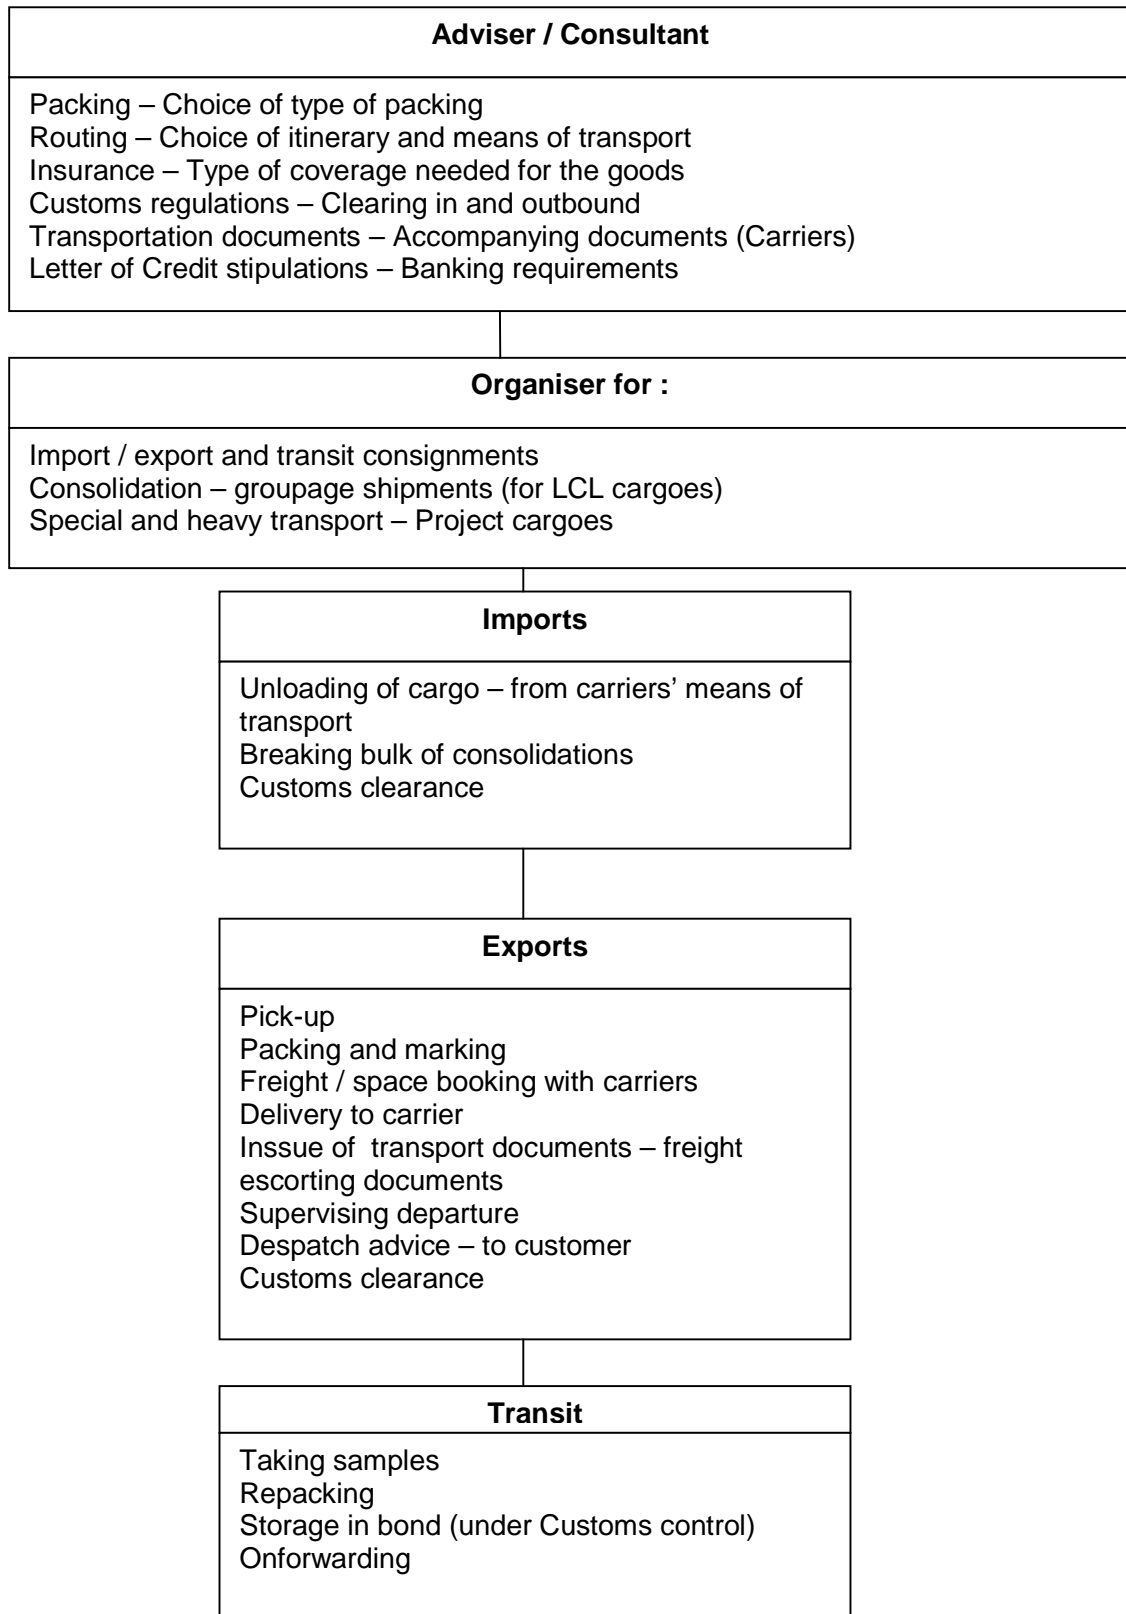 Adviser / Consultant
Packing – Choice of type of packing
Routing – Choice of itinerary and means of transport
Insurance – Type of coverage needed for the goods
Customs regulations – Clearing in and outbound
Transportation documents – Accompanying documents (Carriers)
Letter of Credit stipulations – Banking requirements
Organiser for :
Import / export and transit consignments
Consolidation – groupage shipments (for LCL cargoes)
Special and heavy transport – Project cargoes
Imports
Unloading of cargo – from carriers’ means of
transport
Breaking bulk of consolidations
Customs clearance
Exports
Pick-up
Packing and marking
Freight / space booking with carriers
Delivery to carrier
Inssue of  transport documents – freight
escorting documents
Supervising departure
Despatch advice – to customer
Customs clearance
Transit
Taking samples
Repacking
Storage in bond (under Customs control)
Onforwarding